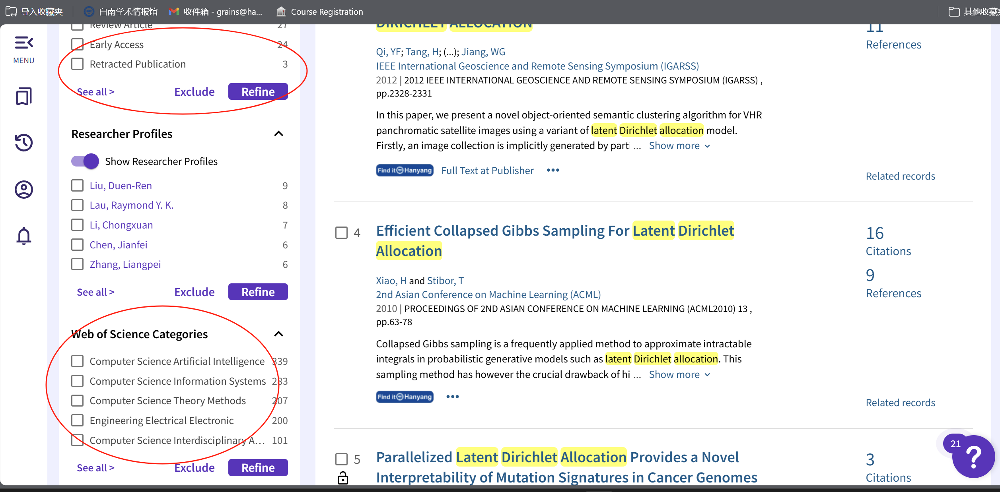 导入收藏夹
白南学术情报馆
收件箱 - grains@ha...
Course Registration
其他收藏夹
MENU
Review Article 27
Early Access 24
Retracted Publication 3
See all >
Exclude
Refine
Researcher Profiles
Show Researcher Profiles
Liu, Duen-Ren 9
Lau, Raymond Y. K. 8
Li, Chongxuan 7
Chen, Jianfei 6
Zhang, Liangpei 6
See all >
Exclude
Refine
Web of Science Categories
Computer Science Artificial Intelligence 339
Computer Science Information Systems 283
Computer Science Theory Methods 207
Engineering Electrical Electronic 200
Computer Science Interdisciplinary A... 101
See all >
Exclude
Refine
DIRICHLET ALLOCATION
Qi, YF; Tang, H; (...); Jiang, WG
IEEE International Geoscience and Remote Sensing Symposium (IGARSS)
2012 | 2012 IEEE INTERNATIONAL GEOSCIENCE AND REMOTE SENSING SYMPOSIUM (IGARSS) ,
pp.2328-2331
In this paper, we present a novel object-oriented semantic clustering algorithm for VHR
panchromatic satellite images using a variant of latent Dirichlet allocation model.
Firstly, an image collection is implicitly generated by parti ... Show more
Find it Hanyang
Full Text at Publisher
•••
11
References
Related records
4
Efficient Collapsed Gibbs Sampling For Latent Dirichlet
Allocation
Xiao, H and Stibor, T
2nd Asian Conference on Machine Learning (ACML)
2010 | PROCEEDINGS OF 2ND ASIAN CONFERENCE ON MACHINE LEARNING (ACML2010) 13 ,
pp.63-78
Collapsed Gibbs sampling is a frequently applied method to approximate intractable
integrals in probabilistic generative models such as latent Dirichlet allocation. This
sampling method has however the crucial drawback of hi ... Show more
Find it Hanyang
•••
16
Citations
9
References
Related records
5
Parallelized Latent Dirichlet Allocation Provides a Novel
Interpretability of Mutation Signatures in Cancer Genomes
3
Citations
21
?